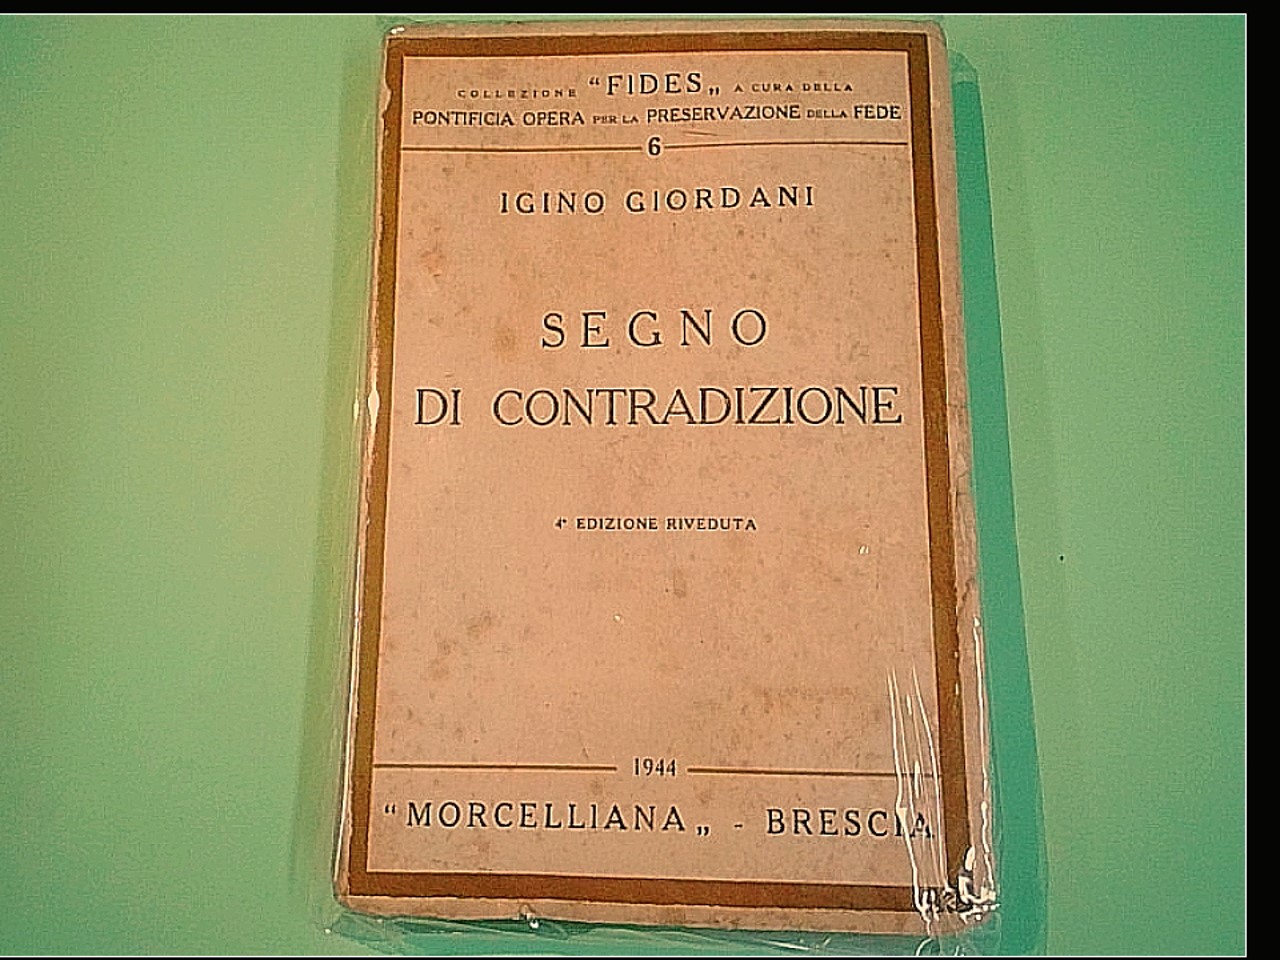 COLLEZIONE "FIDES„ A CURA DELLA
PONTIFICIA OPERA PER LA PRESERVAZIONE DELLA FEDE
6
IGINO GIORDANI
SEGNO
DI CONTRADIZIONE
4ª EDIZIONE RIVEDUTA
1944
"MORCELLIANA„ - BRESCIA